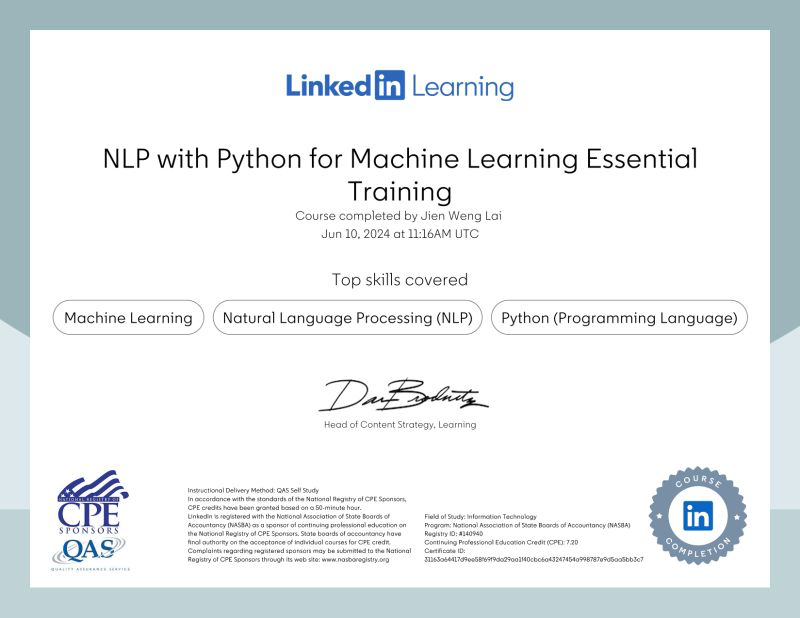 Linked in Learning
NLP with Python for Machine Learning Essential
Training
Course completed by Jien Weng Lai
Jun 10, 2024 at 11:16AM UTC
Top skills covered
Machine Learning
Natural Language Processing (NLP)
Python (Programming Language)
Head of Content Strategy, Learning
NATIONAL REGISTRY OF
CPE
SPONSORS
QAS
QUALITY ASSURANCE SERVICE
Instructional Delivery Method: QAS Self Study
In accordance with the standards of the National Registry of CPE Sponsors,
CPE credits have been granted based on a 50-minute hour.
LinkedIn is registered with the National Association of State Boards of
Accountancy (NASBA) as a sponsor of continuing professional education on
the National Registry of CPE Sponsors. State boards of accountancy have
final authority on the acceptance of individual courses for CPE credit.
Complaints regarding registered sponsors may be submitted to the National
Registry of CPE Sponsors through its web site: www.nasbaregistry.org
Field of Study: Information Technology
Program: National Association of State Boards of Accountancy (NASBA)
Registry ID: #140940
Continuing Professional Education Credit (CPE): 7.20
Certificate ID:
COURSE
in
COMPLETION